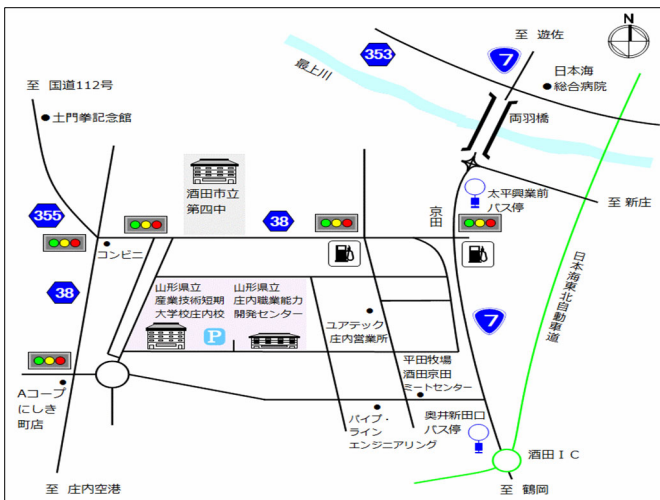 N
至 遊佐
353
7
最上川
日本海
総合病院
至 国道112号
土門拳記念館
両羽橋
酒田市立
第四中
太平興業前
バス停
至 新庄
京田
355
38
コンビニ
日本海東北自動車道
38
山形県立
産業技術短期
大学校庄内校
山形県立
庄内職業能力
開発センター
P
7
ユアテック
庄内営業所
平田牧場
酒田京田
ミートセンター
Aコープ
にしき
町店
パイプ・
ライン
エンジニアリング
奥井新田口
バス停
酒田IC
至 庄内空港
至 鶴岡